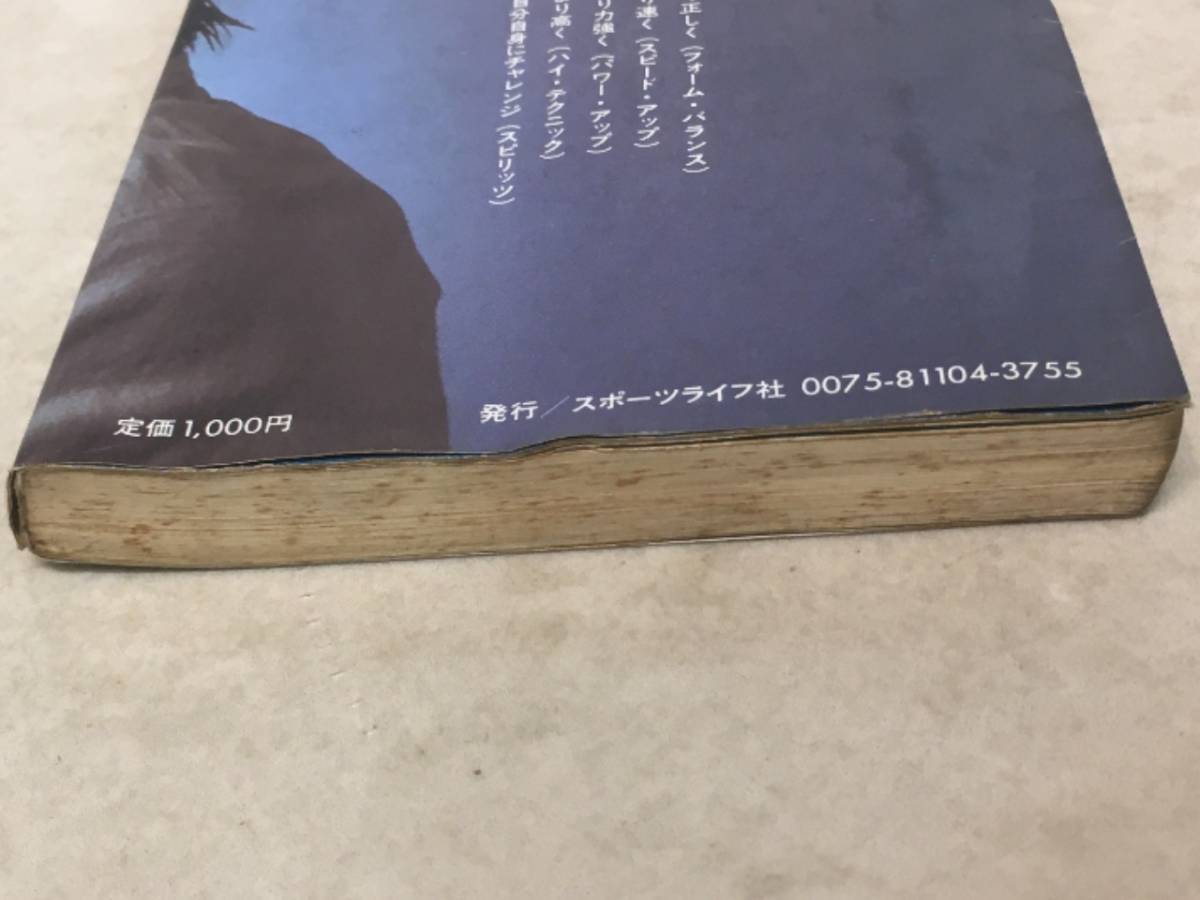 正しく(フォーム・バランス)
り速く(スピード・アップ)
り力強く(パワー・アップ)
り高く(ハイ・テクニック)
自分自身にチャレンジ(スピリッツ)
定価1,000円
発行/スポーツライフ社 0075-81104-3755